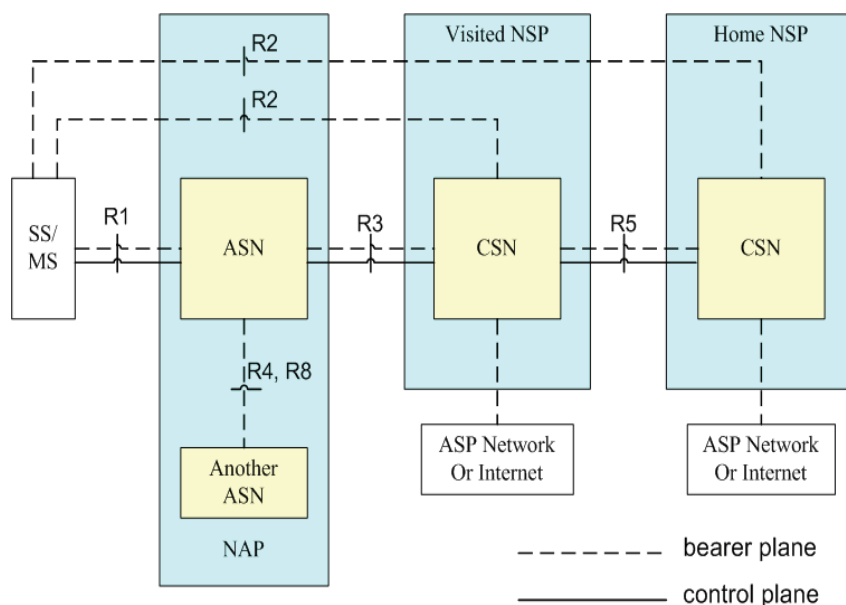 R2
Visited NSP
Home NSP
R2
SS/
MS
R1
ASN
R3
CSN
R5
CSN
R4, R8
Another
ASN
NAP
ASP Network
Or Internet
ASP Network
Or Internet
bearer plane
control plane